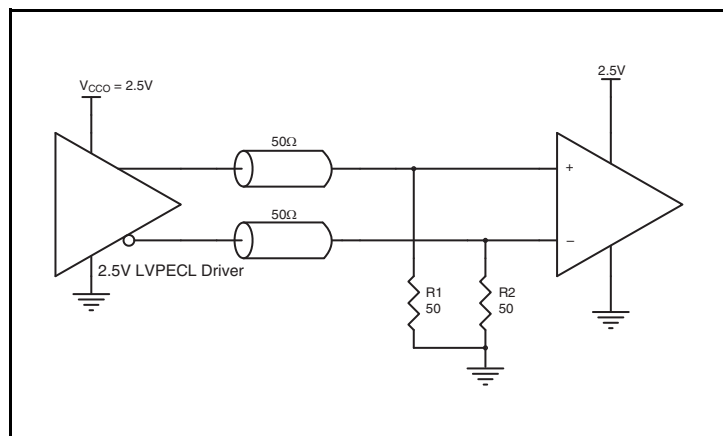 V_CCO = 2.5V
2.5V
50Ω
50Ω
+
−
2.5V LVPECL Driver
R1
50
R2
50